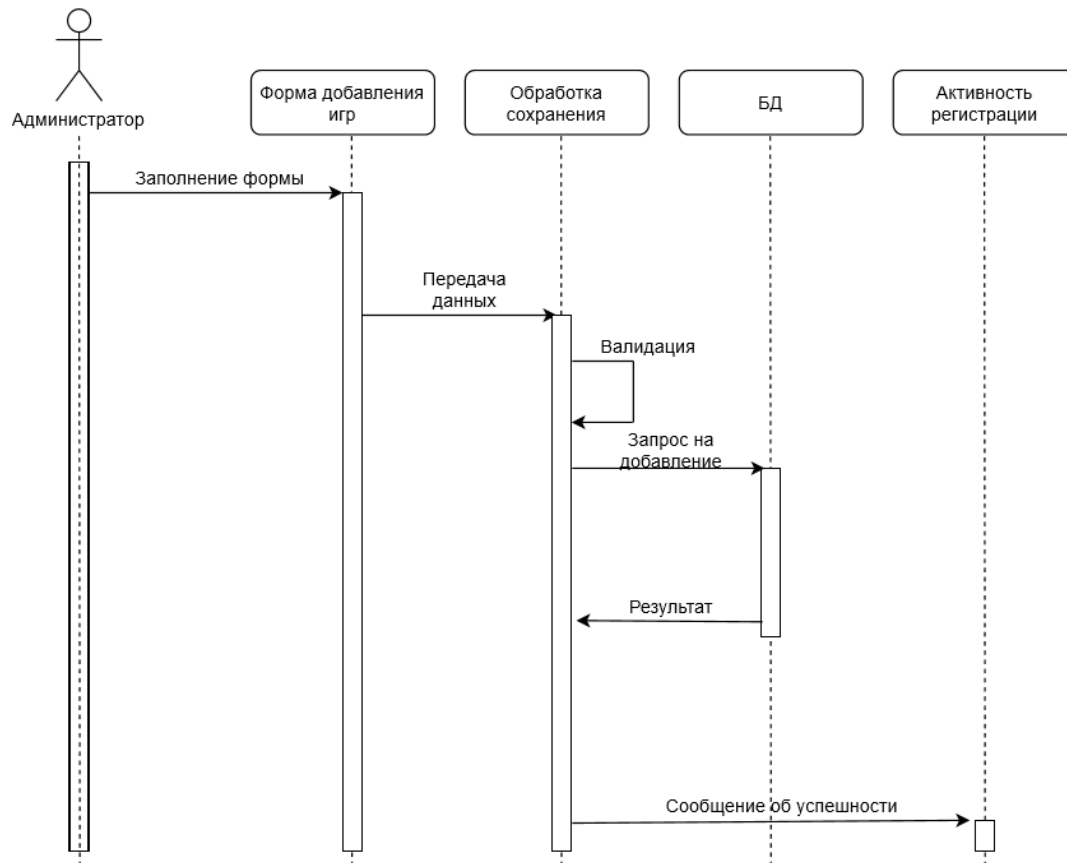 Администратор
Форма добавления
игр
Обработка
сохранения
БД
Активность
регистрации
Заполнение формы
Передача
данных
Валидация
Запрос на
добавление
Результат
Сообщение об успешности